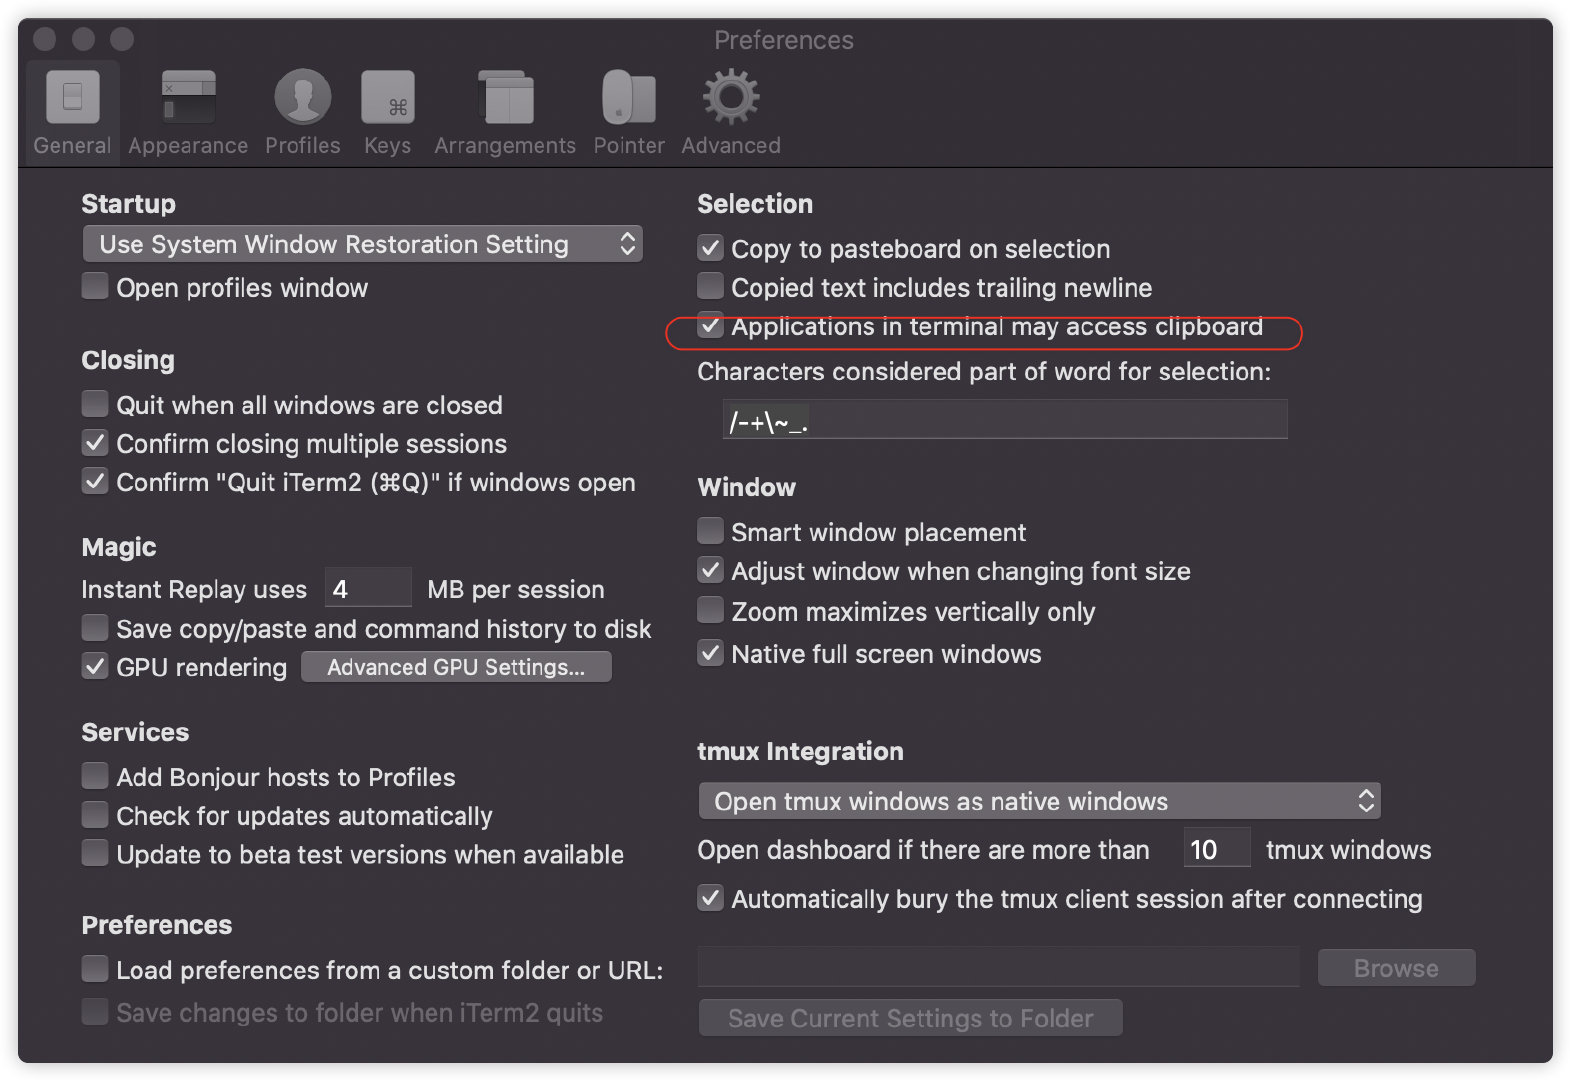 Preferences
General Appearance Profiles Keys Arrangements Pointer Advanced
Startup
Use System Window Restoration Setting
Open profiles window
Closing
Quit when all windows are closed
Confirm closing multiple sessions
Confirm "Quit iTerm2 (⌘Q)" if windows open
Magic
Instant Replay uses 4 MB per session
Save copy/paste and command history to disk
GPU rendering Advanced GPU Settings...
Services
Add Bonjour hosts to Profiles
Check for updates automatically
Update to beta test versions when available
Selection
Copy to pasteboard on selection
Copied text includes trailing newline
Applications in terminal may access clipboard
Characters considered part of word for selection:
/-+\~_.
Window
Smart window placement
Adjust window when changing font size
Zoom maximizes vertically only
Native full screen windows
tmux Integration
Open tmux windows as native windows
Open dashboard if there are more than 10 tmux windows
Automatically bury the tmux client session after connecting
Preferences
Load preferences from a custom folder or URL: Browse
Save changes to folder when iTerm2 quits Save Current Settings to Folder